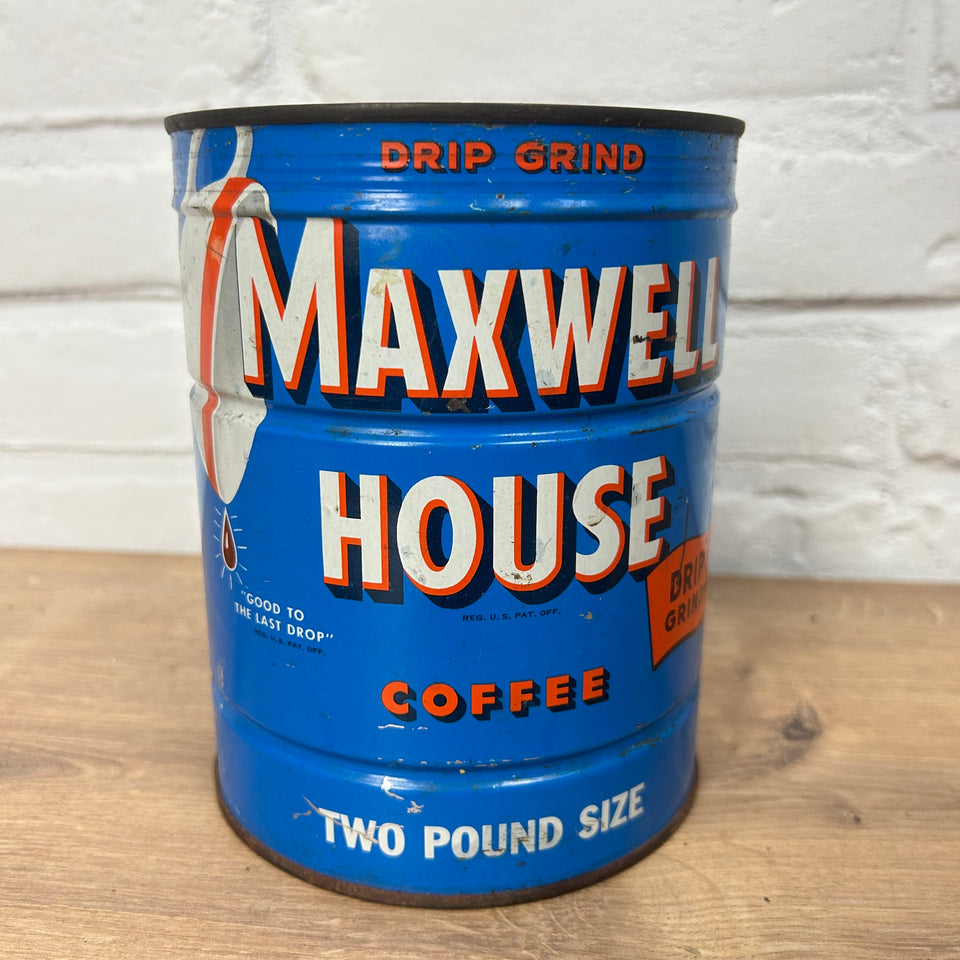 DRIP GRIND
MAXWELL
HOUSE
REG. U. S. PAT. OFF.
DRIP
GRIND
"GOOD TO
THE LAST DROP"
REG. U. S. PAT. OFF.
COFFEE
TWO POUND SIZE